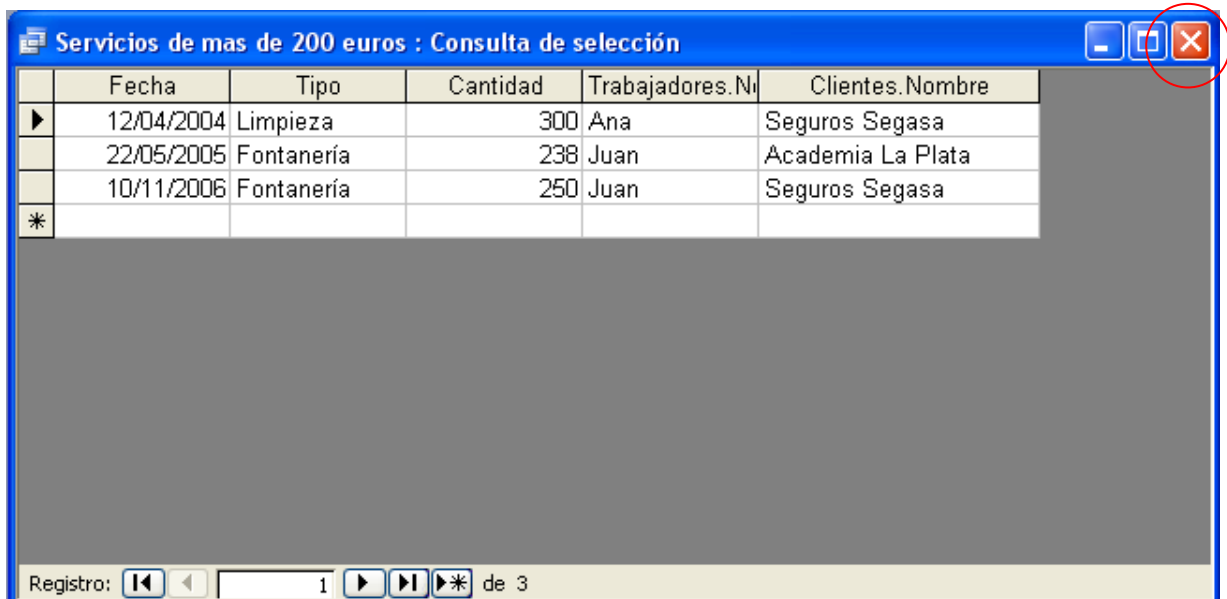 Servicios de mas de 200 euros : Consulta de selección
Fecha Tipo Cantidad Trabajadores.N Clientes.Nombre
12/04/2004 Limpieza 300 Ana Seguros Segasa
22/05/2005 Fontanería 238 Juan Academia La Plata
10/11/2006 Fontanería 250 Juan Seguros Segasa
Registro: 1 de 3